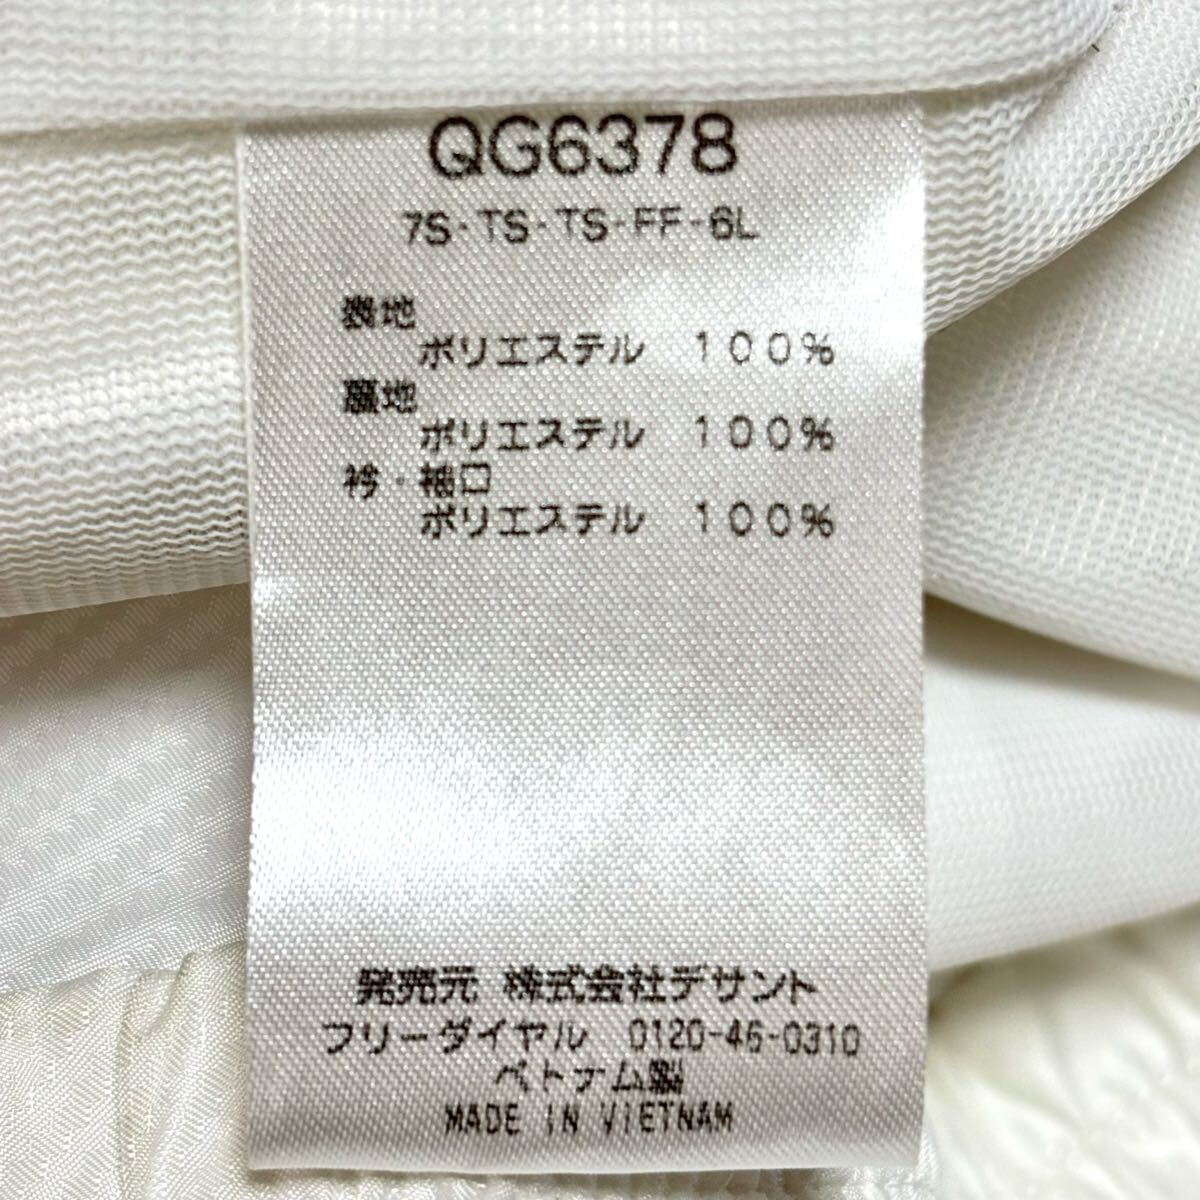 QG6378
7S-TS-TS-FF-6L
表地
ポリエステル 100%
裏地
ポリエステル 100%
衿・袖口
ポリエステル 100%
発売元 株式会社デサント
フリーダイヤル 0120-46-0310
ベトナム製
MADE IN VIETNAM